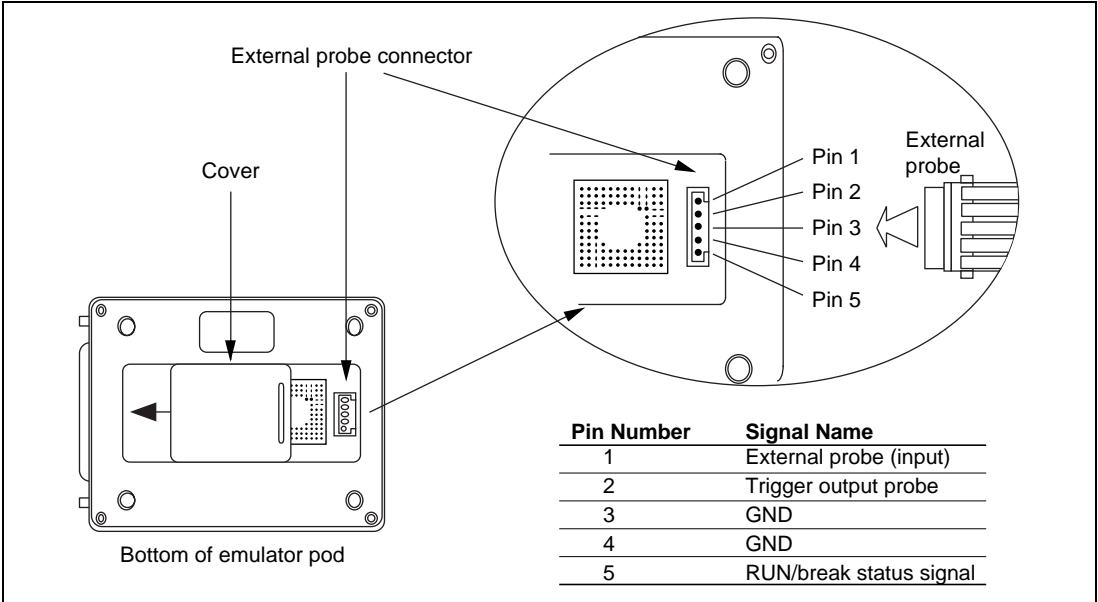 External probe connector
Cover
External
probe
Pin 1
Pin 2
Pin 3
Pin 4
Pin 5
Bottom of emulator pod
Pin Number Signal Name
1 External probe (input)
2 Trigger output probe
3 GND
4 GND
5 RUN/break status signal